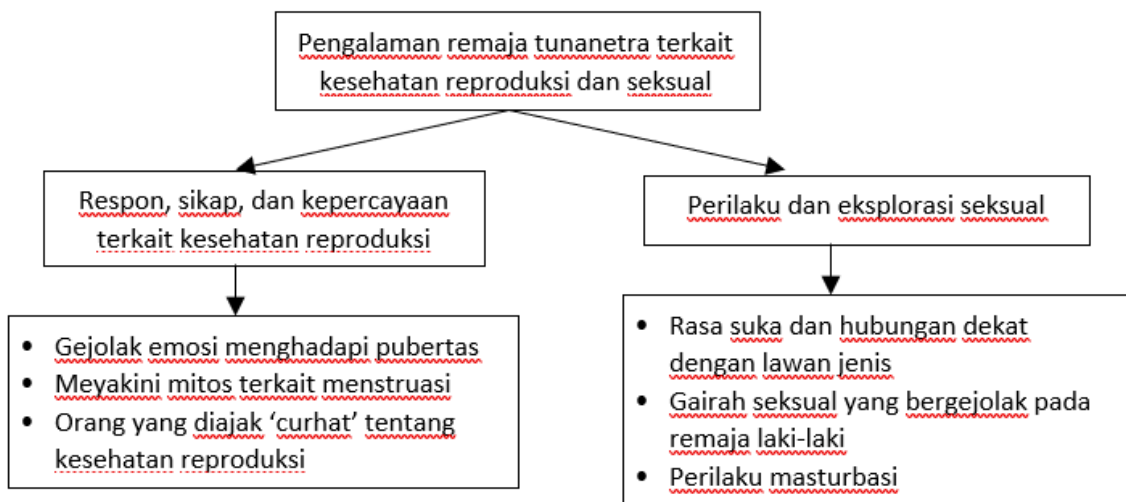 Pengalaman remaja tunanetra terkait
kesehatan reproduksi dan seksual
Respon, sikap, dan kepercayaan
terkait kesehatan reproduksi
Perilaku dan eksplorasi seksual
• Gejolak emosi menghadapi pubertas
• Meyakini mitos terkait menstruasi
• Orang yang diajak ‘curhat’ tentang
kesehatan reproduksi
• Rasa suka dan hubungan dekat
dengan lawan jenis
• Gairah seksual yang bergejolak pada
remaja laki-laki
• Perilaku masturbasi